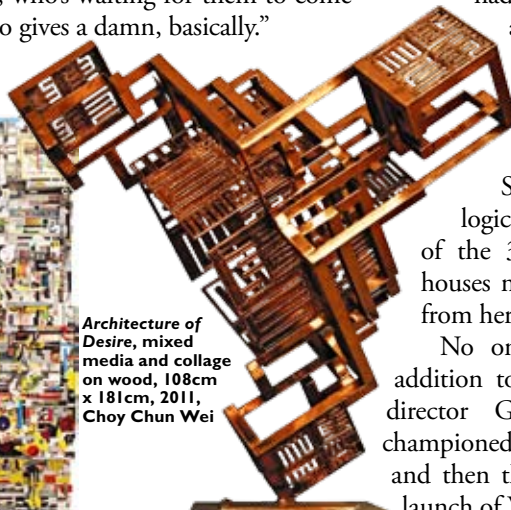 , who's waiting for them to come
o gives a damn, basically."
Architecture of
Desire, mixed
media and collage
on wood, 108cm
x 181cm, 2011,
Choy Chun Wei
had
a
S
logic
of the 3
houses n
from her
No on
addition to
director G
championed
and then th
launch of